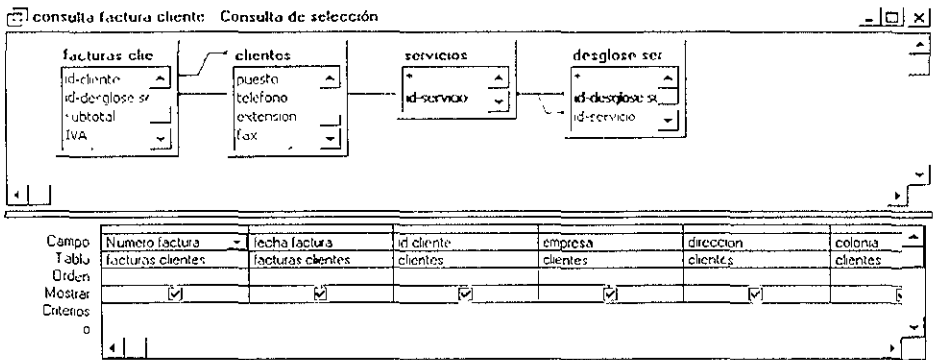 consulta factura cliente Consulta de selección
facturas clie
id-cliente
id-desglose se
subtotal
IVA
clientes
puesto
telefono
extension
fax
servicios
*
id-servicio
desglose ser
*
id-desglose se
id-servicio
Campo Numero factura fecha factura id cliente empresa direccion colonia
Tabla facturas clientes facturas clientes clientes clientes clientes clientes
Orden
Mostrar
Criterios
o